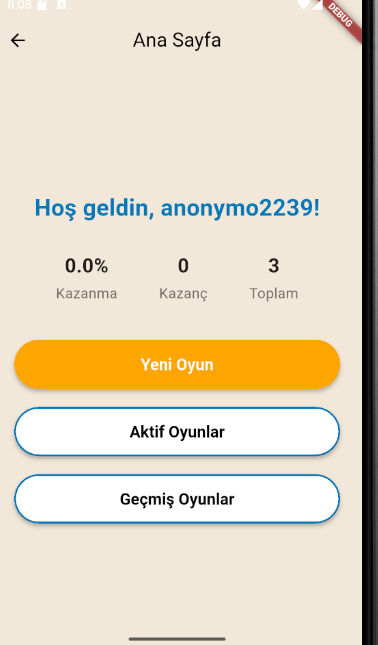 8:08
DEBUG
Ana Sayfa
Hoş geldin, anonymo2239!
0.0% 0 3
Kazanma Kazanç Toplam
Yeni Oyun
Aktif Oyunlar
Geçmiş Oyunlar